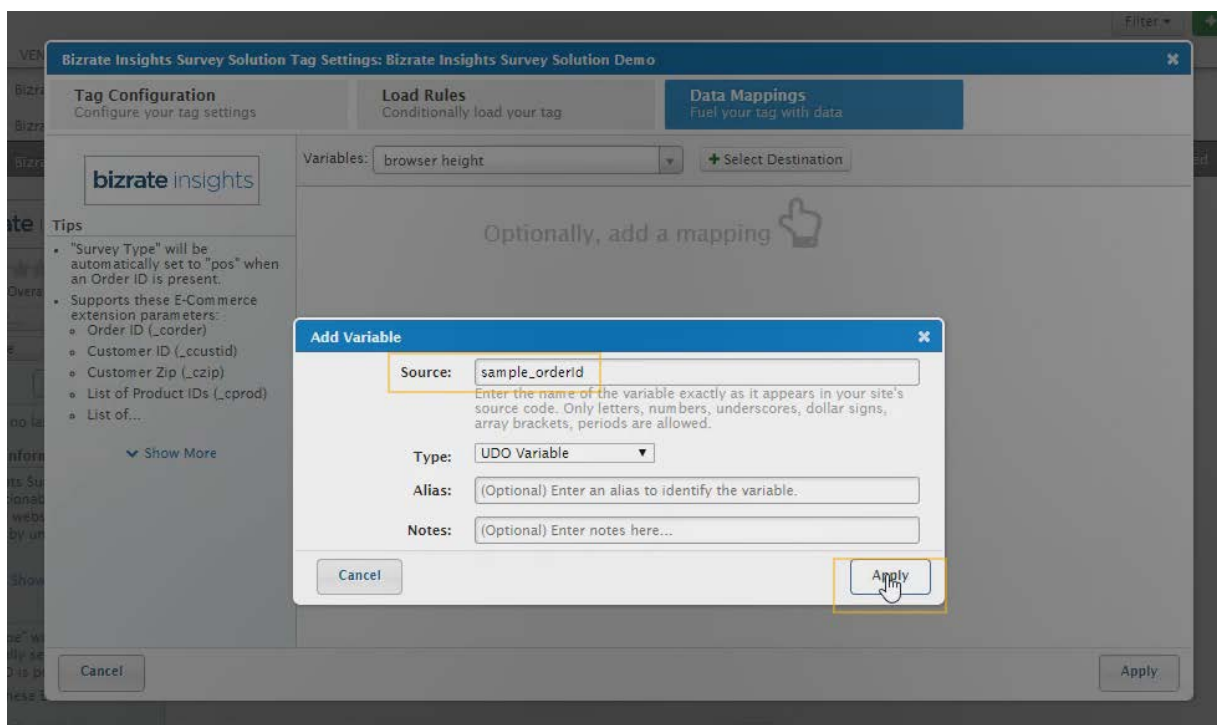 Filter
VEN
Bizrate Insights Survey Solution Tag Settings: Bizrate Insights Survey Solution Demo
Tag Configuration
Configure your tag settings
Load Rules
Conditionally load your tag
Data Mappings
Fuel your tag with data
Variables: browser height
+ Select Destination
bizrate insights
Optionally, add a mapping
Tips
• "Survey Type" will be
automatically set to "pos" when
an Order ID is present.
• Supports these E-Commerce
extension parameters:
Order ID (_corder)
Customer ID (_ccustid)
Customer Zip (_czip)
List of Product IDs (_cprod)
List of...
Show More
Add Variable
Source: sample_orderId
Enter the name of the variable exactly as it appears in your site's
source code. Only letters, numbers, underscores, dollar signs,
array brackets, periods are allowed.
Type: UDO Variable
Alias: (Optional) Enter an alias to identify the variable.
Notes: (Optional) Enter notes here...
Cancel
Apply
Cancel
Apply